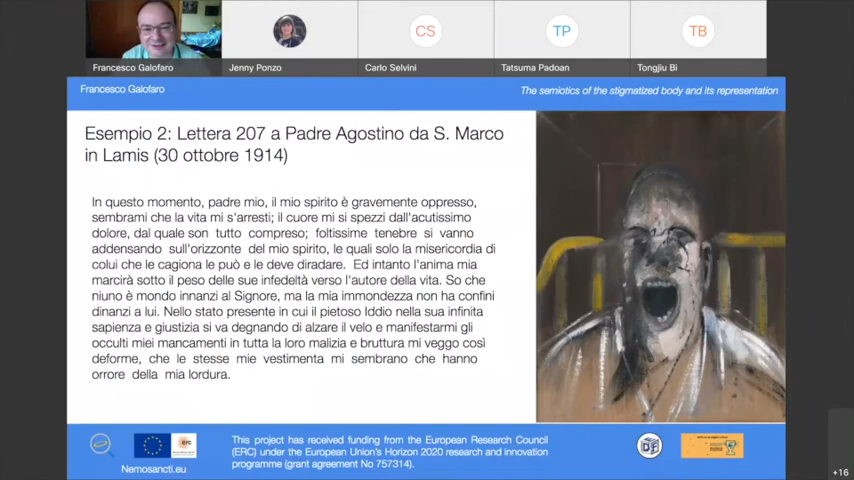 Francesco Galofaro
Jenny Ponzo
CS
Carlo Selvini
TP
Tatsuma Padoan
TB
Tongjiu Bi
Francesco Galofaro
The semiotics of the stigmatized body and its representation
Esempio 2: Lettera 207 a Padre Agostino da S. Marco
in Lamis (30 ottobre 1914)
In questo momento, padre mio, il mio spirito è gravemente oppresso,
sembrami che la vita mi s'arresti; il cuore mi si spezzi dall'acutissimo
dolore, dal quale son tutto compreso; foltissime tenebre si vanno
addensando sull'orizzonte del mio spirito, le quali solo la misericordia di
colui che le cagiona le può e le deve diradare. Ed intanto l'anima mia
marcirà sotto il peso delle sue infedeltà verso l'autore della vita. So che
niuno è mondo innanzi al Signore, ma la mia immondezza non ha confini
dinanzi a lui. Nello stato presente in cui il pietoso Iddio nella sua infinita
sapienza e giustizia si va degnando di alzare il velo e manifestarmi gli
occulti miei mancamenti in tutta la loro malizia e bruttura mi veggo così
deforme, che le stesse mie vestimenta mi sembrano che hanno
orrore della mia lordura.
Nemosancti.eu
erc
This project has received funding from the European Research Council
(ERC) under the European Union's Horizon 2020 research and innovation
programme (grant agreement No 757314).
+16